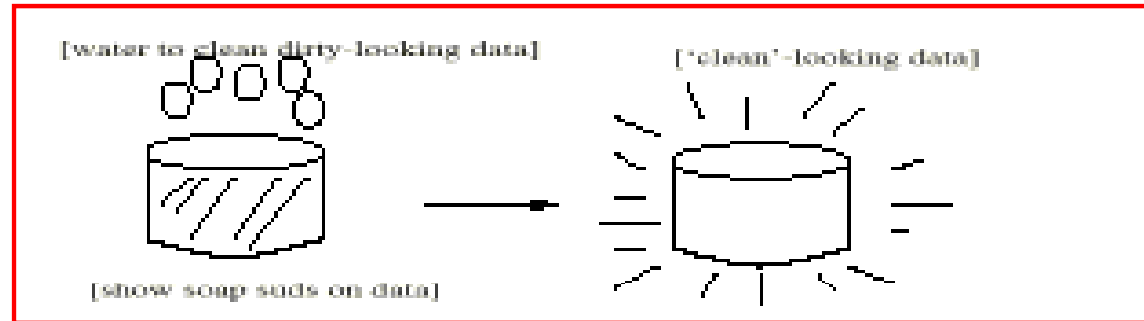 [water to clean dirty-looking data]
['clean'-looking data]
[show soap suds on data]